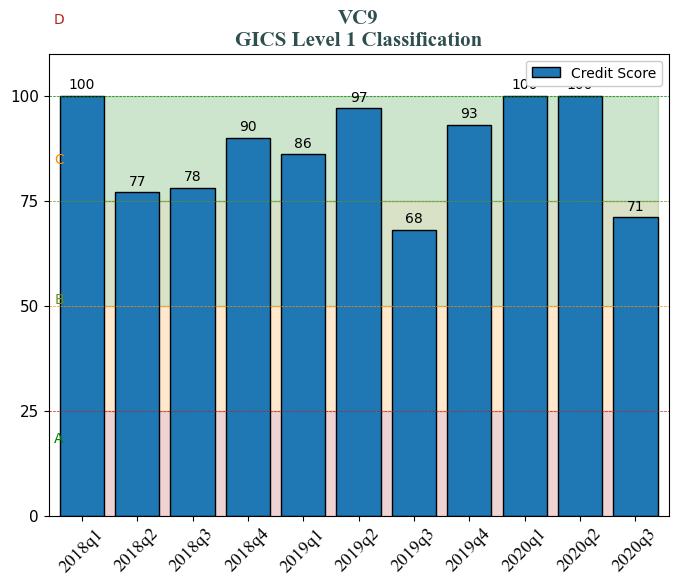 D
VC9
GICS Level 1 Classification
Credit Score
100 77 78 90 86 97 68 93 100 100 71
100
C
75
50
B
25
A
0
2018q1 2018q2 2018q3 2018q4 2019q1 2019q2 2019q3 2019q4 2020q1 2020q2 2020q3